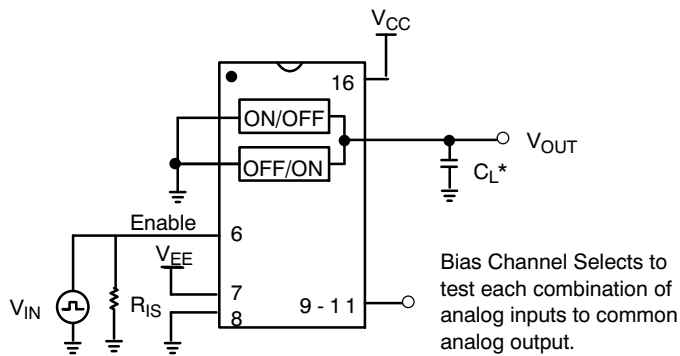 VCC
16
ON/OFF
OFF/ON
VOUT
CL*
Enable
6
VEE
VIN
RIS
7
8
9 - 11
Bias Channel Selects to
test each combination of
analog inputs to common
analog output.